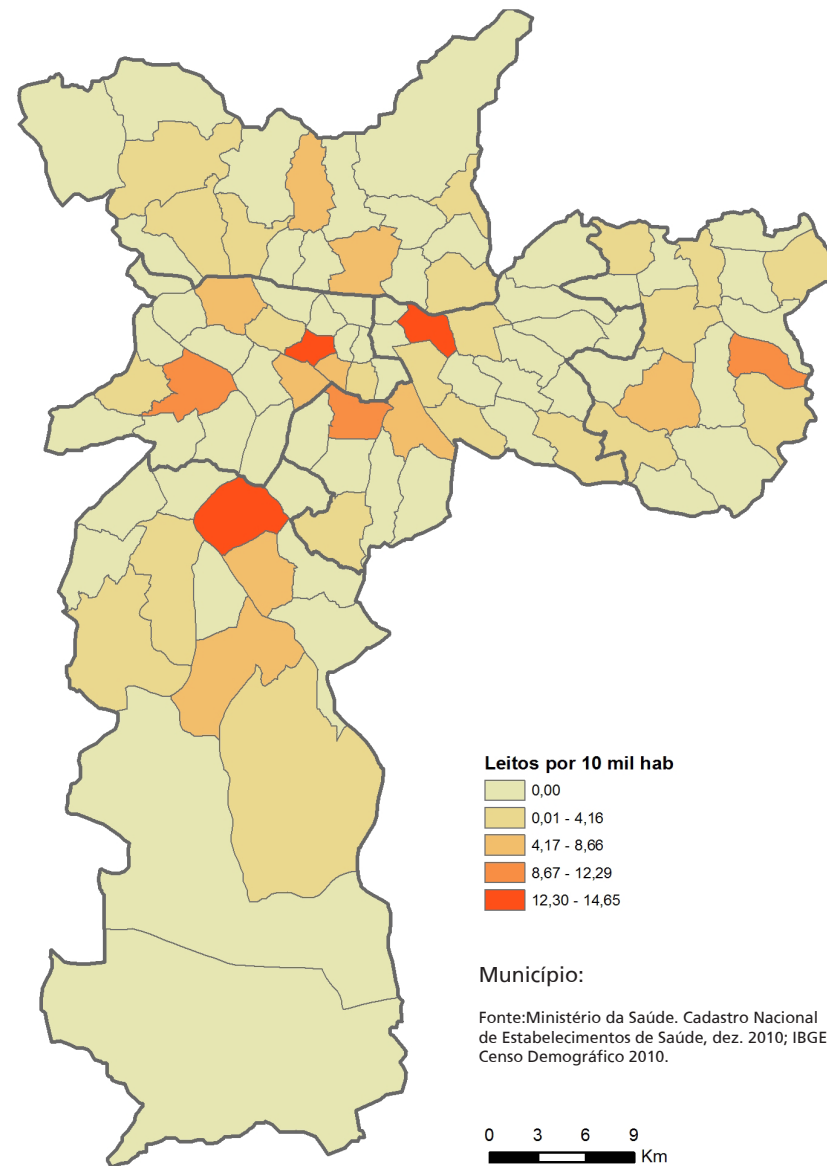 Leitos por 10 mil hab
0,00
0,01 - 4,16
4,17 - 8,66
8,67 - 12,29
12,30 - 14,65
Município:
Fonte:Ministério da Saúde. Cadastro Nacional
de Estabelecimentos de Saúde, dez. 2010; IBGE
Censo Demográfico 2010.
0 3 6 9
Km